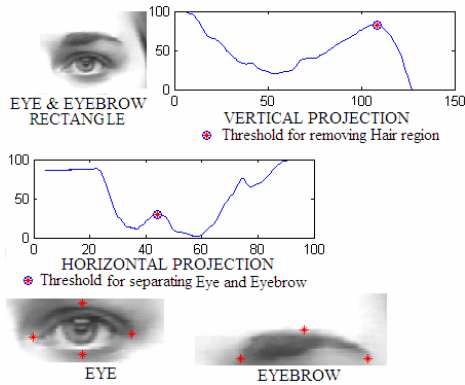 EYE & EYEBROW
RECTANGLE
100
50
0
0
50
100
150
VERTICAL PROJECTION
Threshold for removing Hair region
100
50
0
0
20
40
60
80
100
HORIZONTAL PROJECTION
Threshold for separating Eye and Eyebrow
EYE
EYEBROW